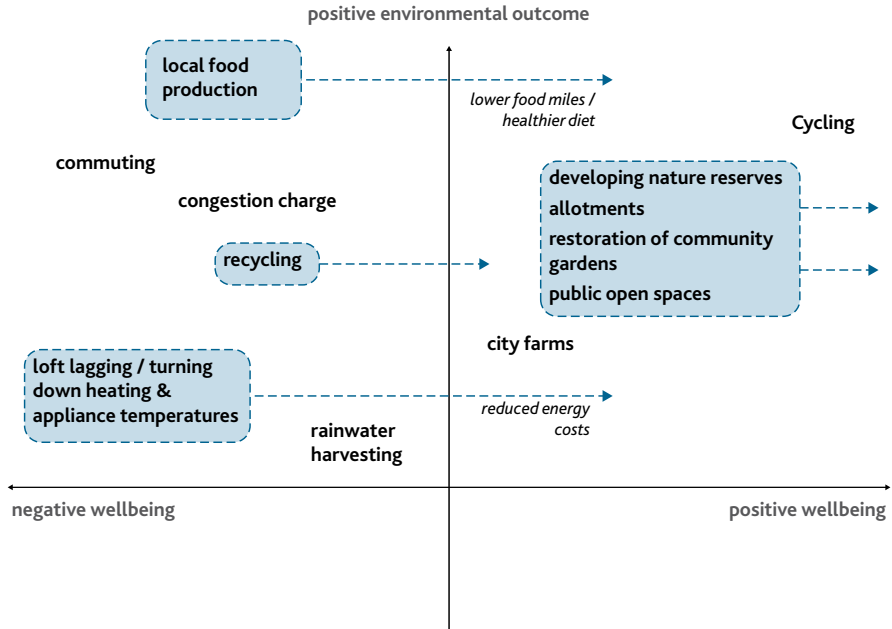 positive environmental outcome
local food
production
lower food miles /
healthier diet
Cycling
commuting
developing nature reserves
allotments
restoration of community
gardens
public open spaces
congestion charge
recycling
city farms
loft lagging / turning
down heating &
appliance temperatures
reduced energy
costs
rainwater
harvesting
negative wellbeing
positive wellbeing